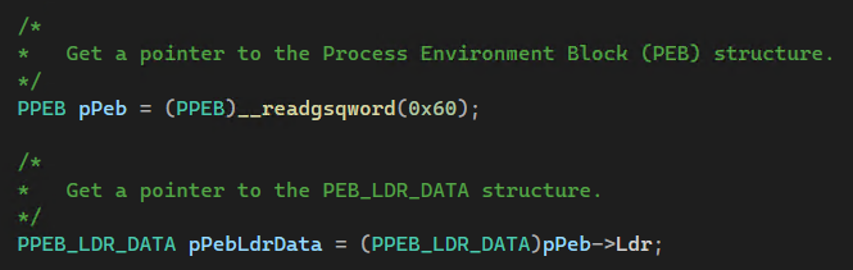 /*
*   Get a pointer to the Process Environment Block (PEB) structure.
*/
PPEB pPeb = (PPEB)__readgsqword(0x60);
/*
*   Get a pointer to the PEB_LDR_DATA structure.
*/
PPEB_LDR_DATA pPebLdrData = (PPEB_LDR_DATA)pPeb->Ldr;